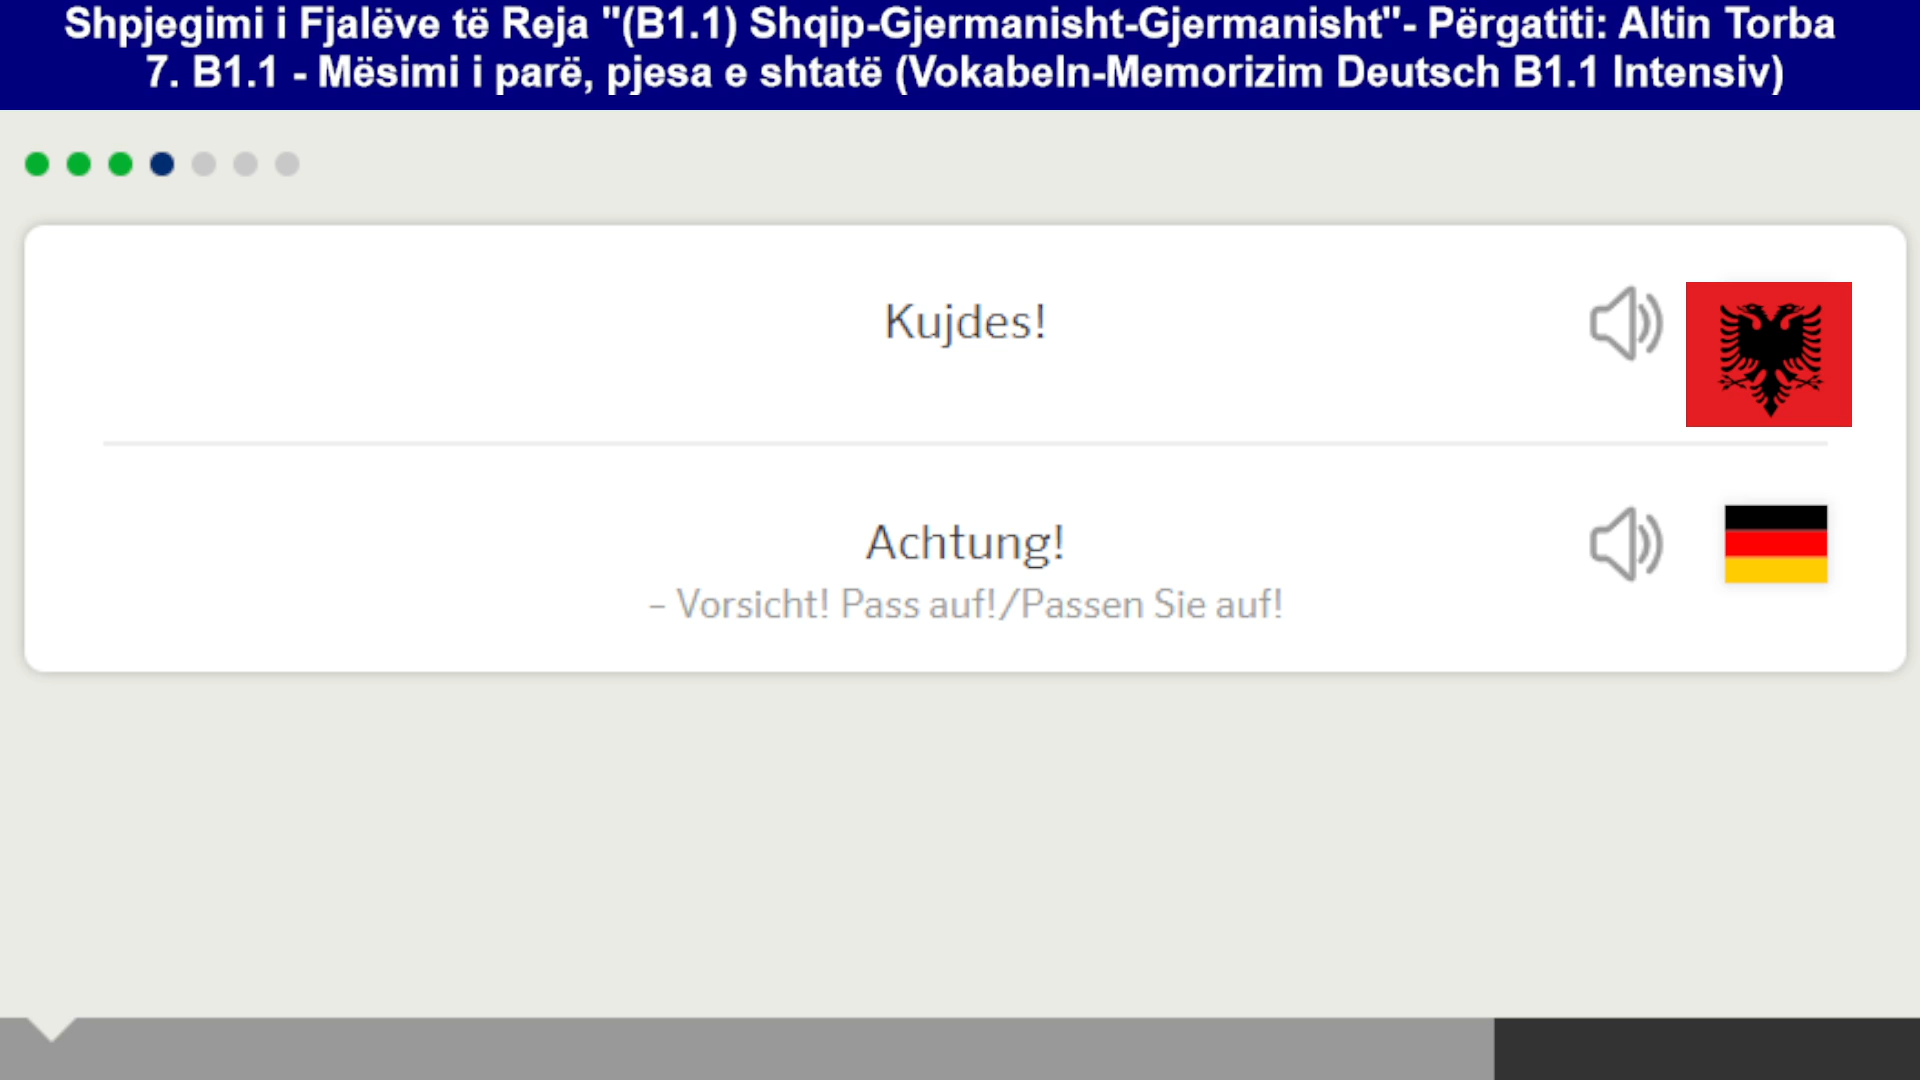 Shpjegimi i Fjalëve të Reja "(B1.1) Shqip-Gjermanisht-Gjermanisht"- Përgatiti: Altin Torba
7. B1.1 - Mësimi i parë, pjesa e shtatë (Vokabeln-Memorizim Deutsch B1.1 Intensiv)
Kujdes!
Achtung!
– Vorsicht! Pass auf!/Passen Sie auf!